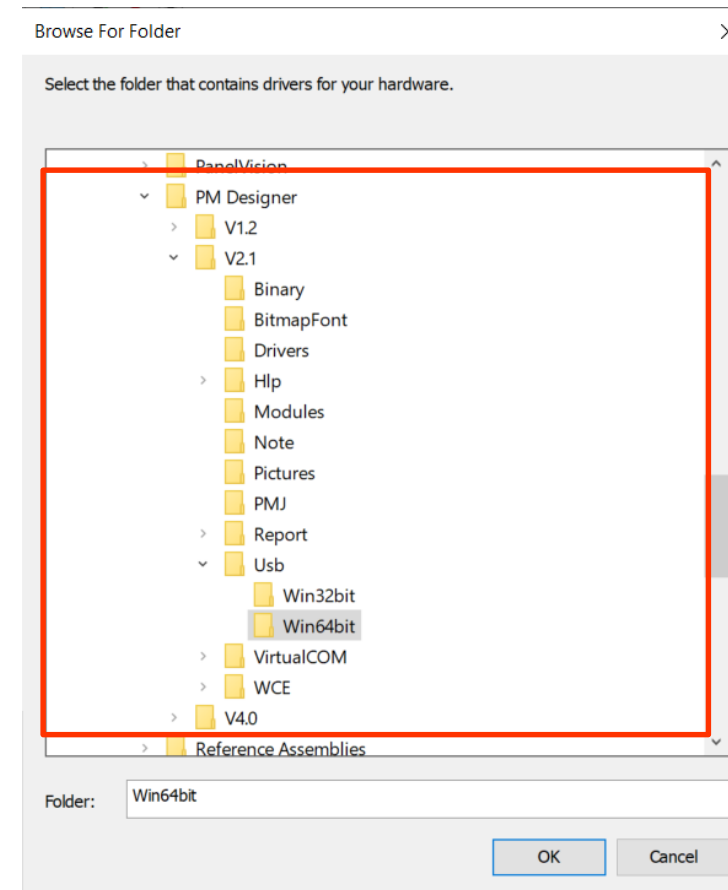 Browse For Folder
Select the folder that contains drivers for your hardware.
PanelVision
PM Designer
V1.2
V2.1
Binary
BitmapFont
Drivers
Hlp
Modules
Note
Pictures
PMJ
Report
Usb
Win32bit
Win64bit
VirtualCOM
WCE
V4.0
Reference Assemblies
Folder: Win64bit
OK Cancel